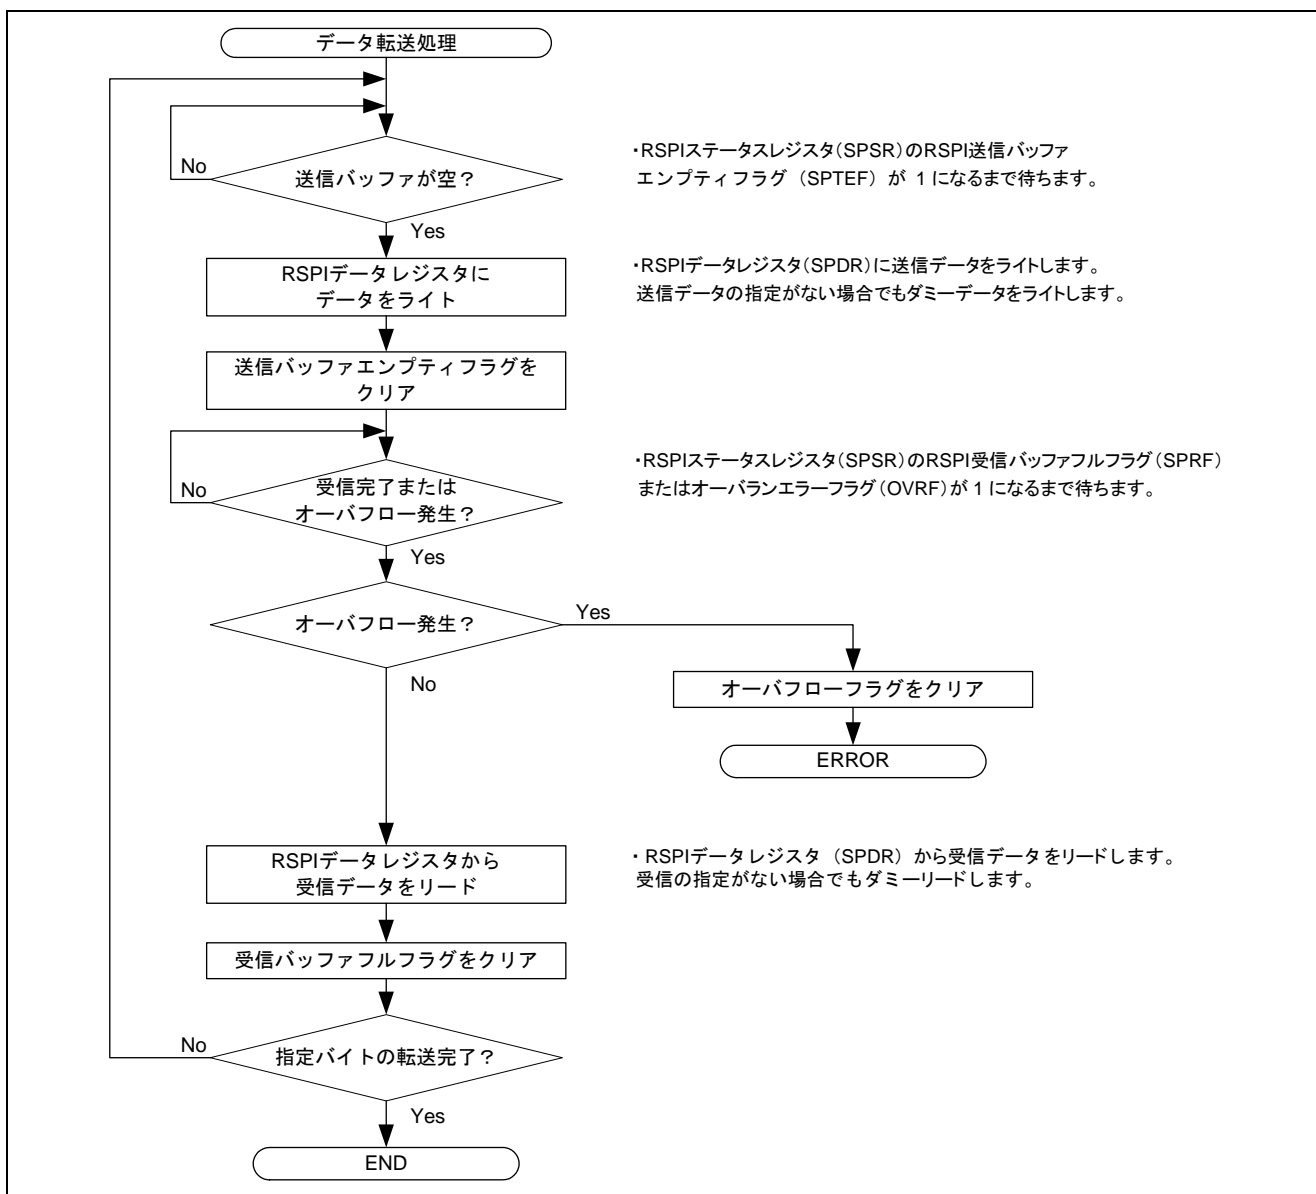 データ転送処理
No
送信バッファが空？
・RSPIステータスレジスタ(SPSR)のRSPI送信バッファ
エンプティフラグ（SPTEF）が 1 になるまで待ちます。
Yes
RSPIデータレジスタに
データをライト
・RSPIデータレジスタ(SPDR)に送信データをライトします。
送信データの指定がない場合でもダミーデータをライトします。
送信バッファエンプティフラグを
クリア
No
受信完了または
オーバフロー発生？
・RSPIステータスレジスタ(SPSR)のRSPI受信バッファフルフラグ(SPRF)
またはオーバランエラーフラグ(OVRF)が 1 になるまで待ちます。
Yes
オーバフロー発生？
Yes
No
オーバフローフラグをクリア
ERROR
RSPIデータレジスタから
受信データをリード
・RSPIデータレジスタ（SPDR）から受信データをリードします。
受信の指定がない場合でもダミーリードします。
受信バッファフルフラグをクリア
No
指定バイトの転送完了？
Yes
END